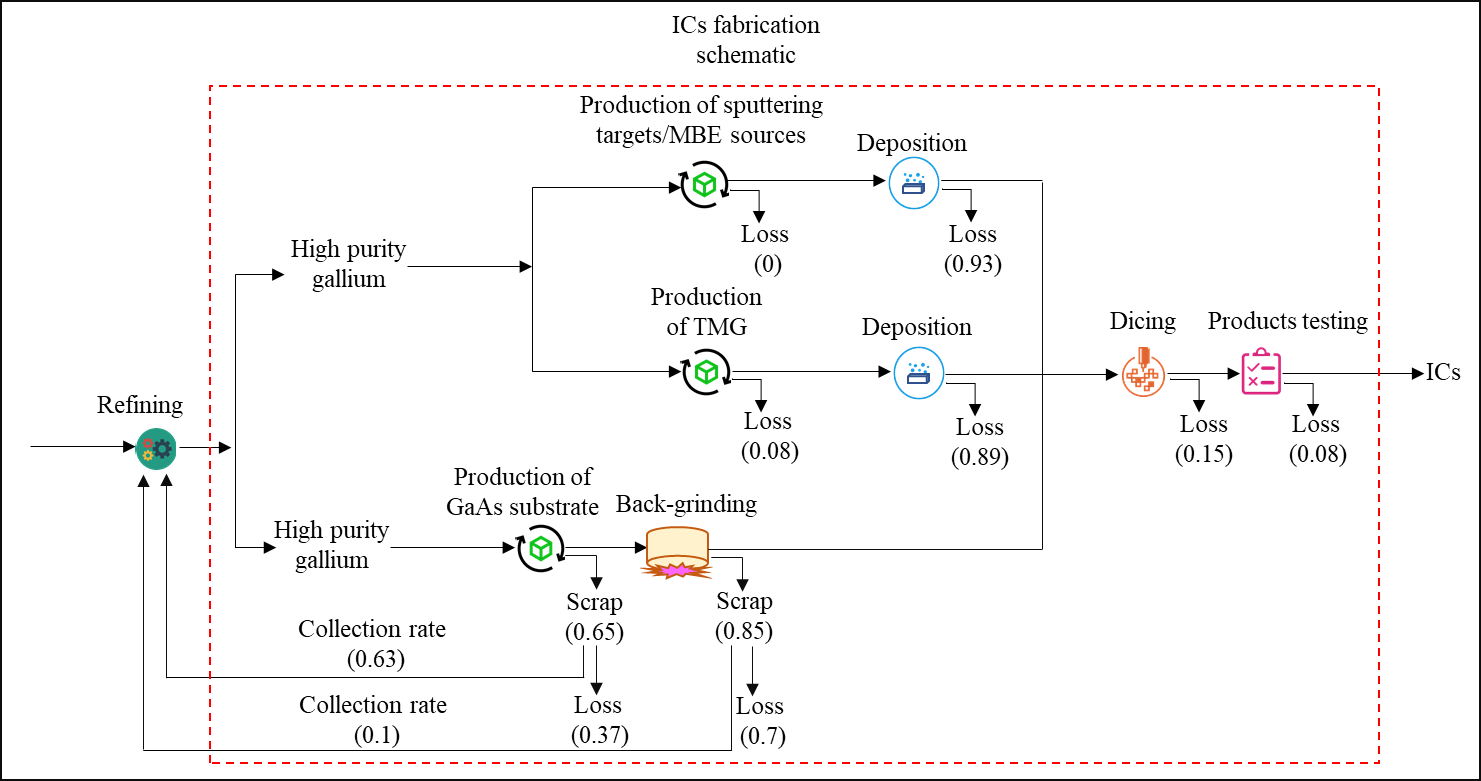 ICs fabrication
schematic
Production of sputtering
targets/MBE sources
Deposition
Loss
(0)
Loss
(0.93)
High purity
gallium
Production
of TMG
Deposition
Loss
(0.08)
Loss
(0.89)
Dicing
Products testing
ICs
Loss
(0.15)
Loss
(0.08)
Refining
High purity
gallium
Production of
GaAs substrate
Back-grinding
Scrap
(0.65)
Scrap
(0.85)
Collection rate
(0.63)
Collection rate
(0.1)
Loss
(0.37)
Loss
(0.7)